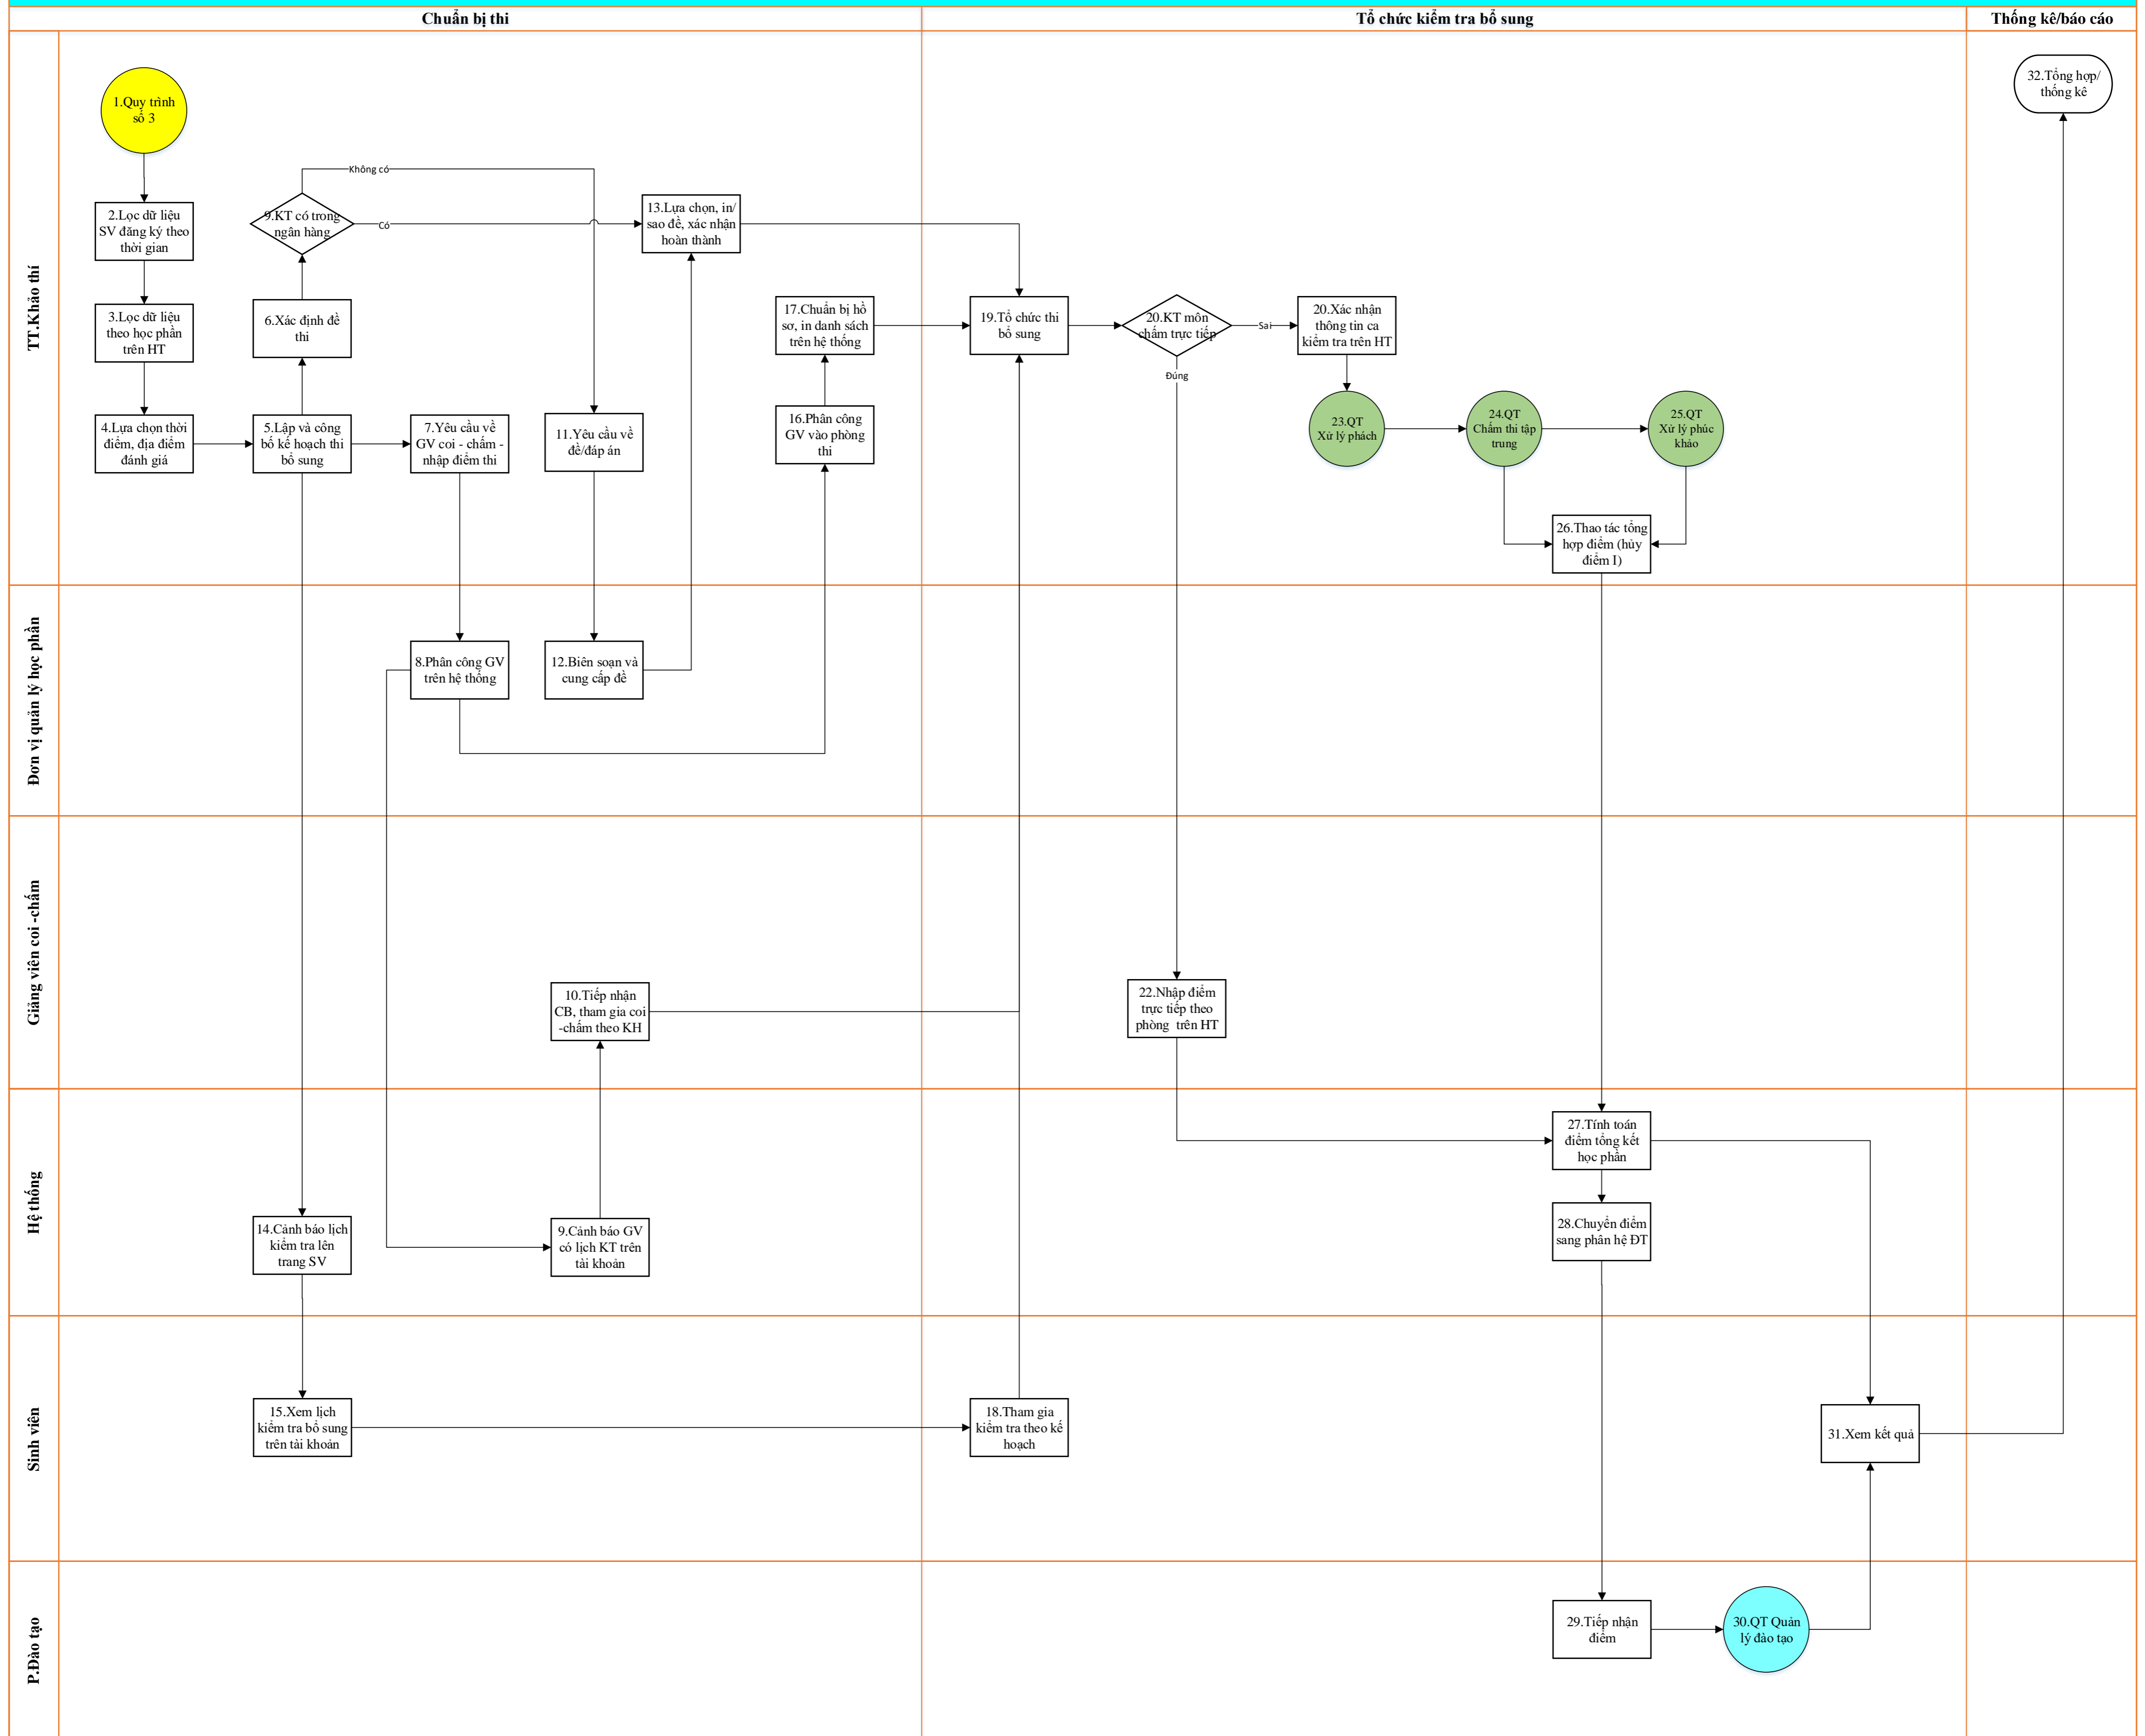 Chuẩn bị thi
Tổ chức kiểm tra bổ sung
Thống kê/báo cáo
TT.Khảo thí
1.Quy trình
số 3
2.Lọc dữ liệu
SV đăng ký theo
thời gian
3.Lọc dữ liệu
theo học phần
trên HT
4.Lựa chọn thời
điểm, địa điểm
đánh giá
Không có
9.KT có trong
ngân hàng
Có
6.Xác định đề
thi
5.Lập và công
bố kế hoạch thi
bổ sung
7.Yêu cầu về
GV coi - chấm -
nhập điểm thi
11.Yêu cầu về
đề/đáp án
13.Lựa chọn, in/
sao đề, xác nhận
hoàn thành
17.Chuẩn bị hồ
sơ, in danh sách
trên hệ thống
16.Phân công
GV vào phòng
thi
19.Tổ chức thi
bổ sung
20.KT môn
chấm trực tiếp
Sai
Đúng
20.Xác nhận
thông tin ca
kiểm tra trên HT
23.QT
Xử lý phách
24.QT
Chấm thi tập
trung
25.QT
Xử lý phúc
khảo
26.Thao tác tổng
hợp điểm (hủy
điểm I)
32.Tổng hợp/
thống kê
Đơn vị quản lý học phần
8.Phân công GV
trên hệ thống
12.Biên soạn và
cung cấp đề
Giảng viên coi -chấm
10.Tiếp nhận
CB, tham gia coi
-chấm theo KH
22.Nhập điểm
trực tiếp theo
phòng  trên HT
Hệ thống
14.Cảnh báo lịch
kiểm tra lên
trang SV
9.Cảnh báo GV
có lịch KT trên
tài khoản
27.Tính toán
điểm tổng kết
học phần
28.Chuyển điểm
sang phân hệ ĐT
Sinh viên
15.Xem lịch
kiểm tra bổ sung
trên tài khoản
18.Tham gia
kiểm tra theo kế
hoạch
31.Xem kết quả
P.Đào tạo
29.Tiếp nhận
điểm
30.QT Quản
lý đào tạo